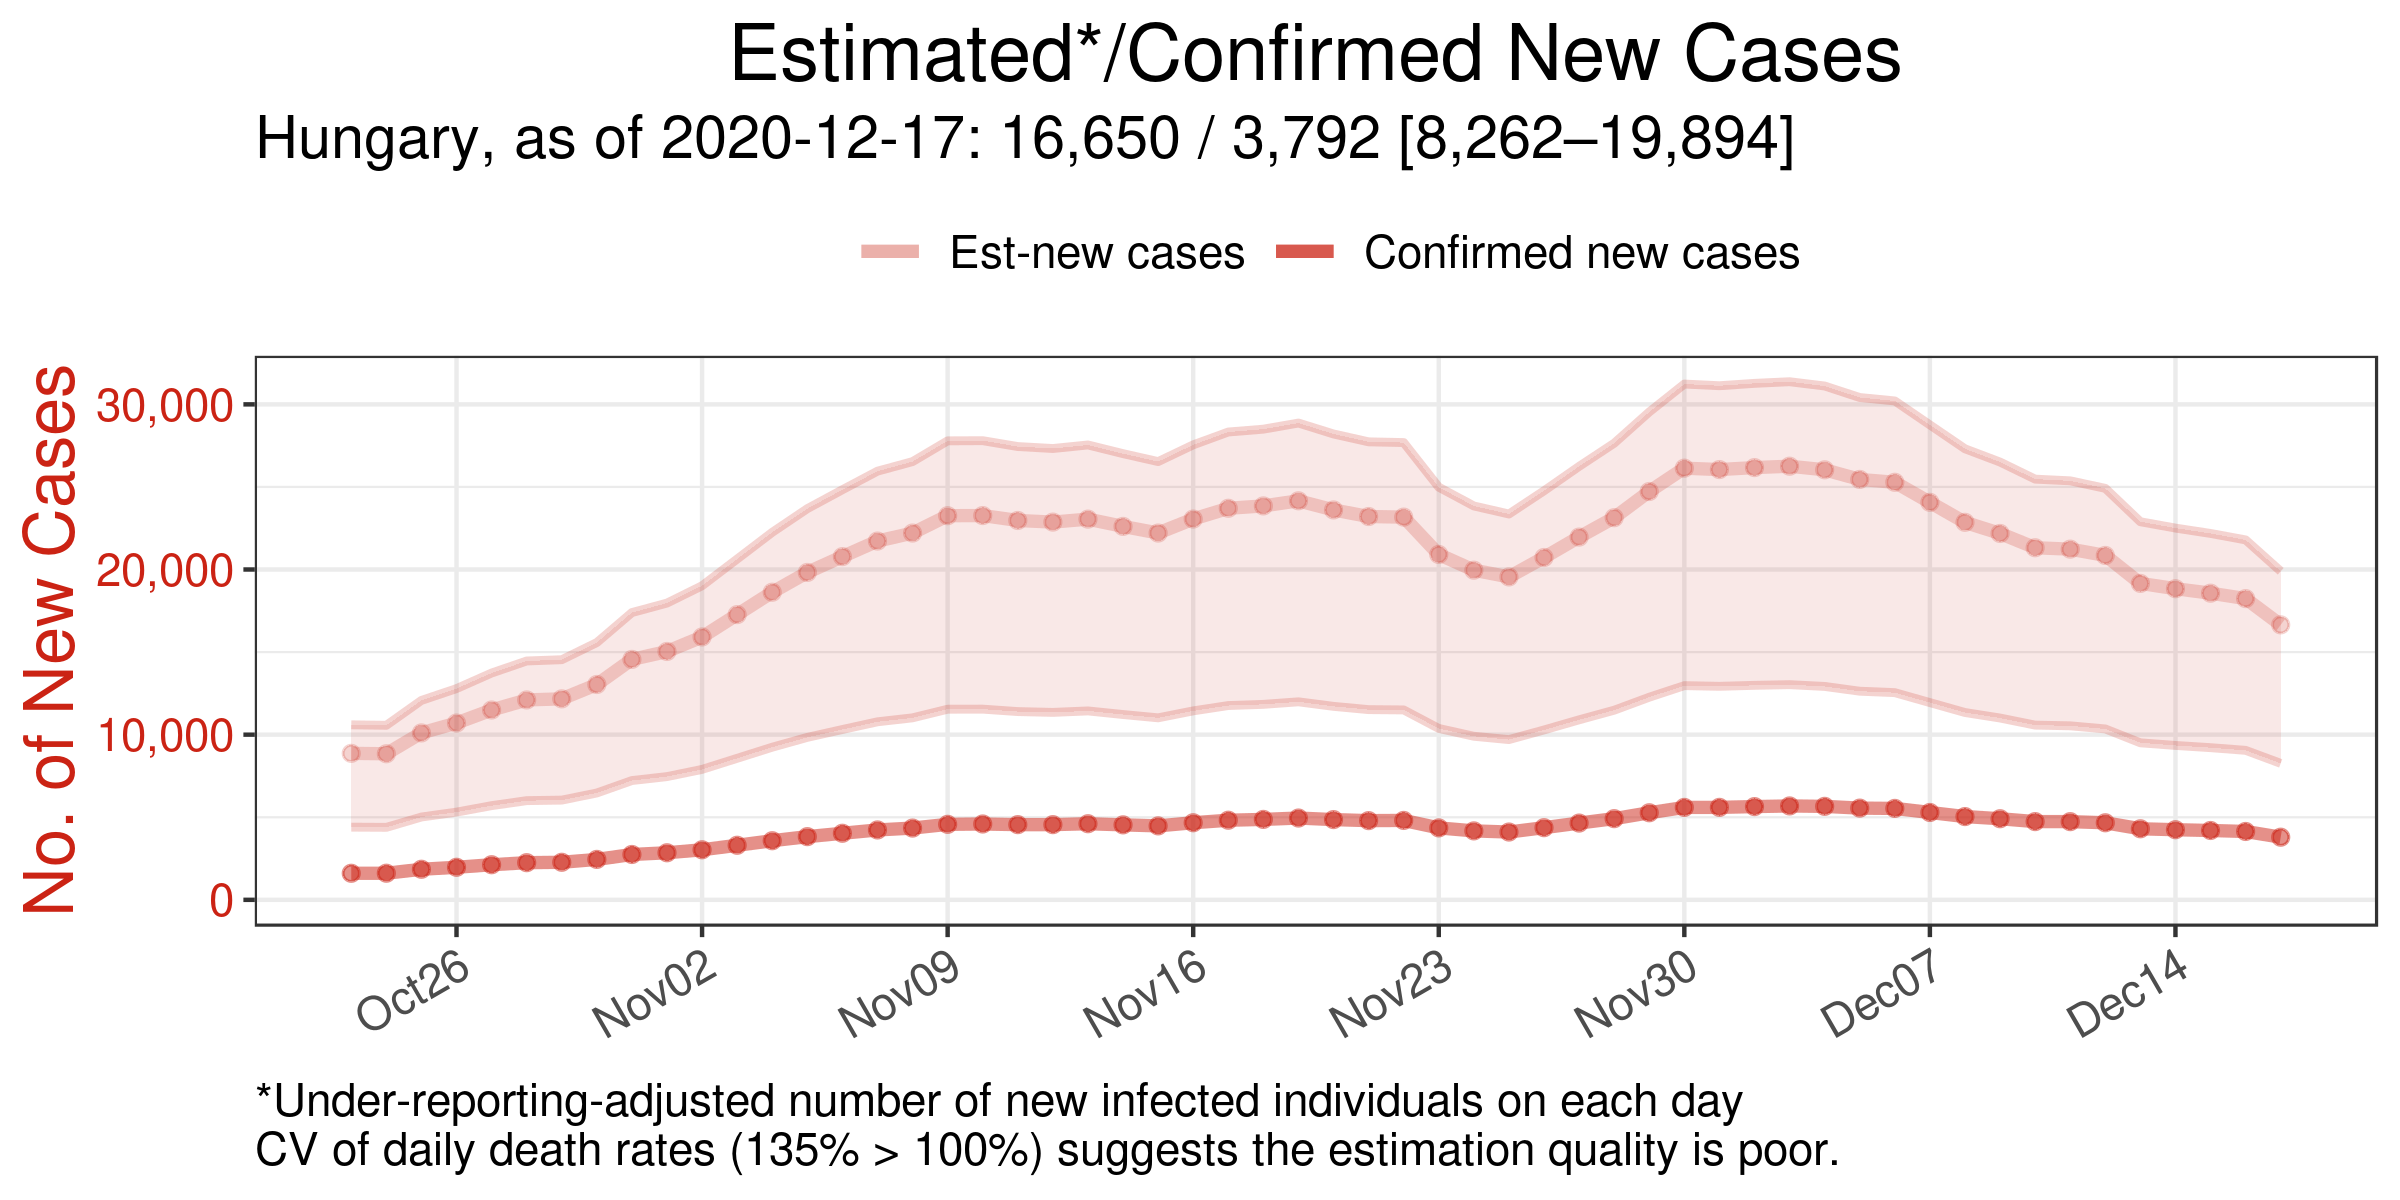 Estimated*/Confirmed New Cases
Hungary, as of 2020-12-17: 16,650 / 3,792 [8,262–19,894]
Est-new cases
Confirmed new cases
No. of New Cases
30,000
20,000
10,000
0
Oct26
Nov02
Nov09
Nov16
Nov23
Nov30
Dec07
Dec14
*Under-reporting-adjusted number of new infected individuals on each day
CV of daily death rates (135% > 100%) suggests the estimation quality is poor.